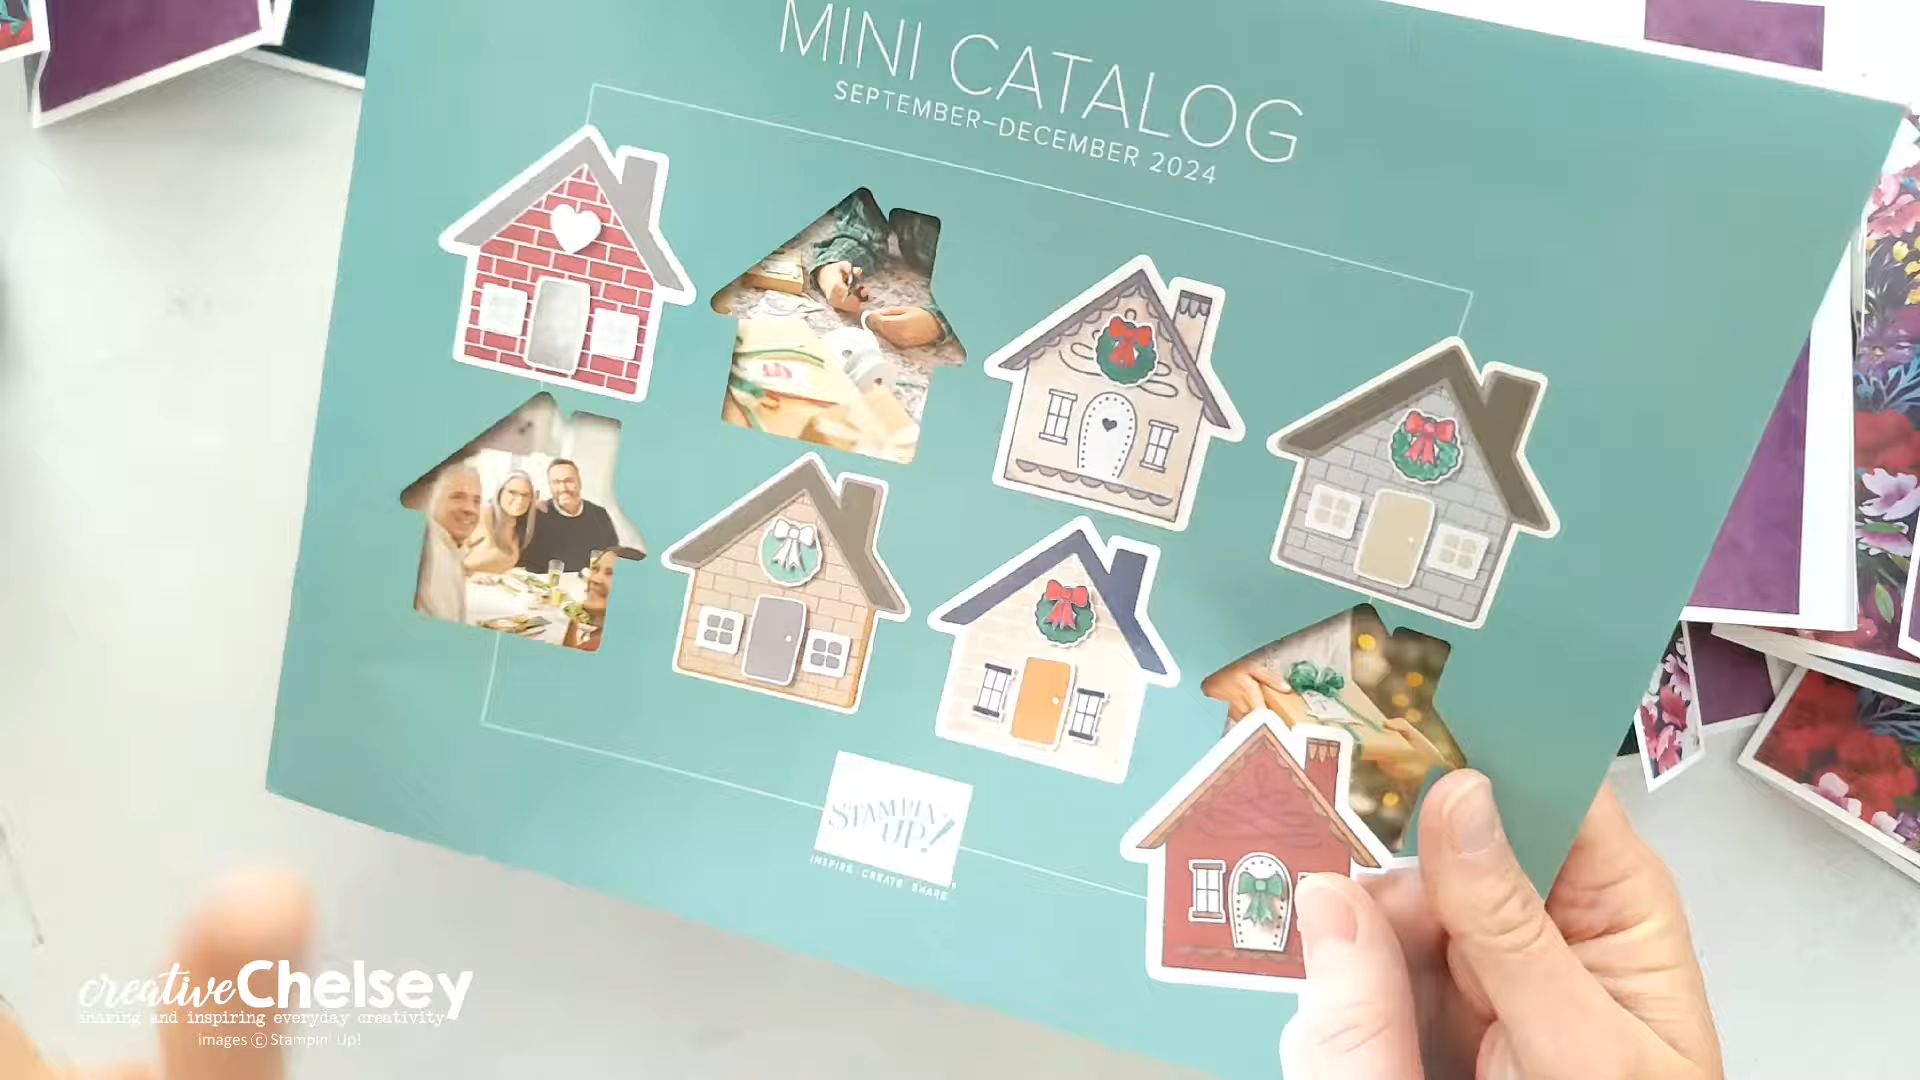 MINI CATALOG
SEPTEMBER–DECEMBER 2024
STAMPIN'
UP!
INSPIRE · CREATE · SHARE®
creativeChelsey
sharing and inspiring everyday creativity
images © Stampin' Up!